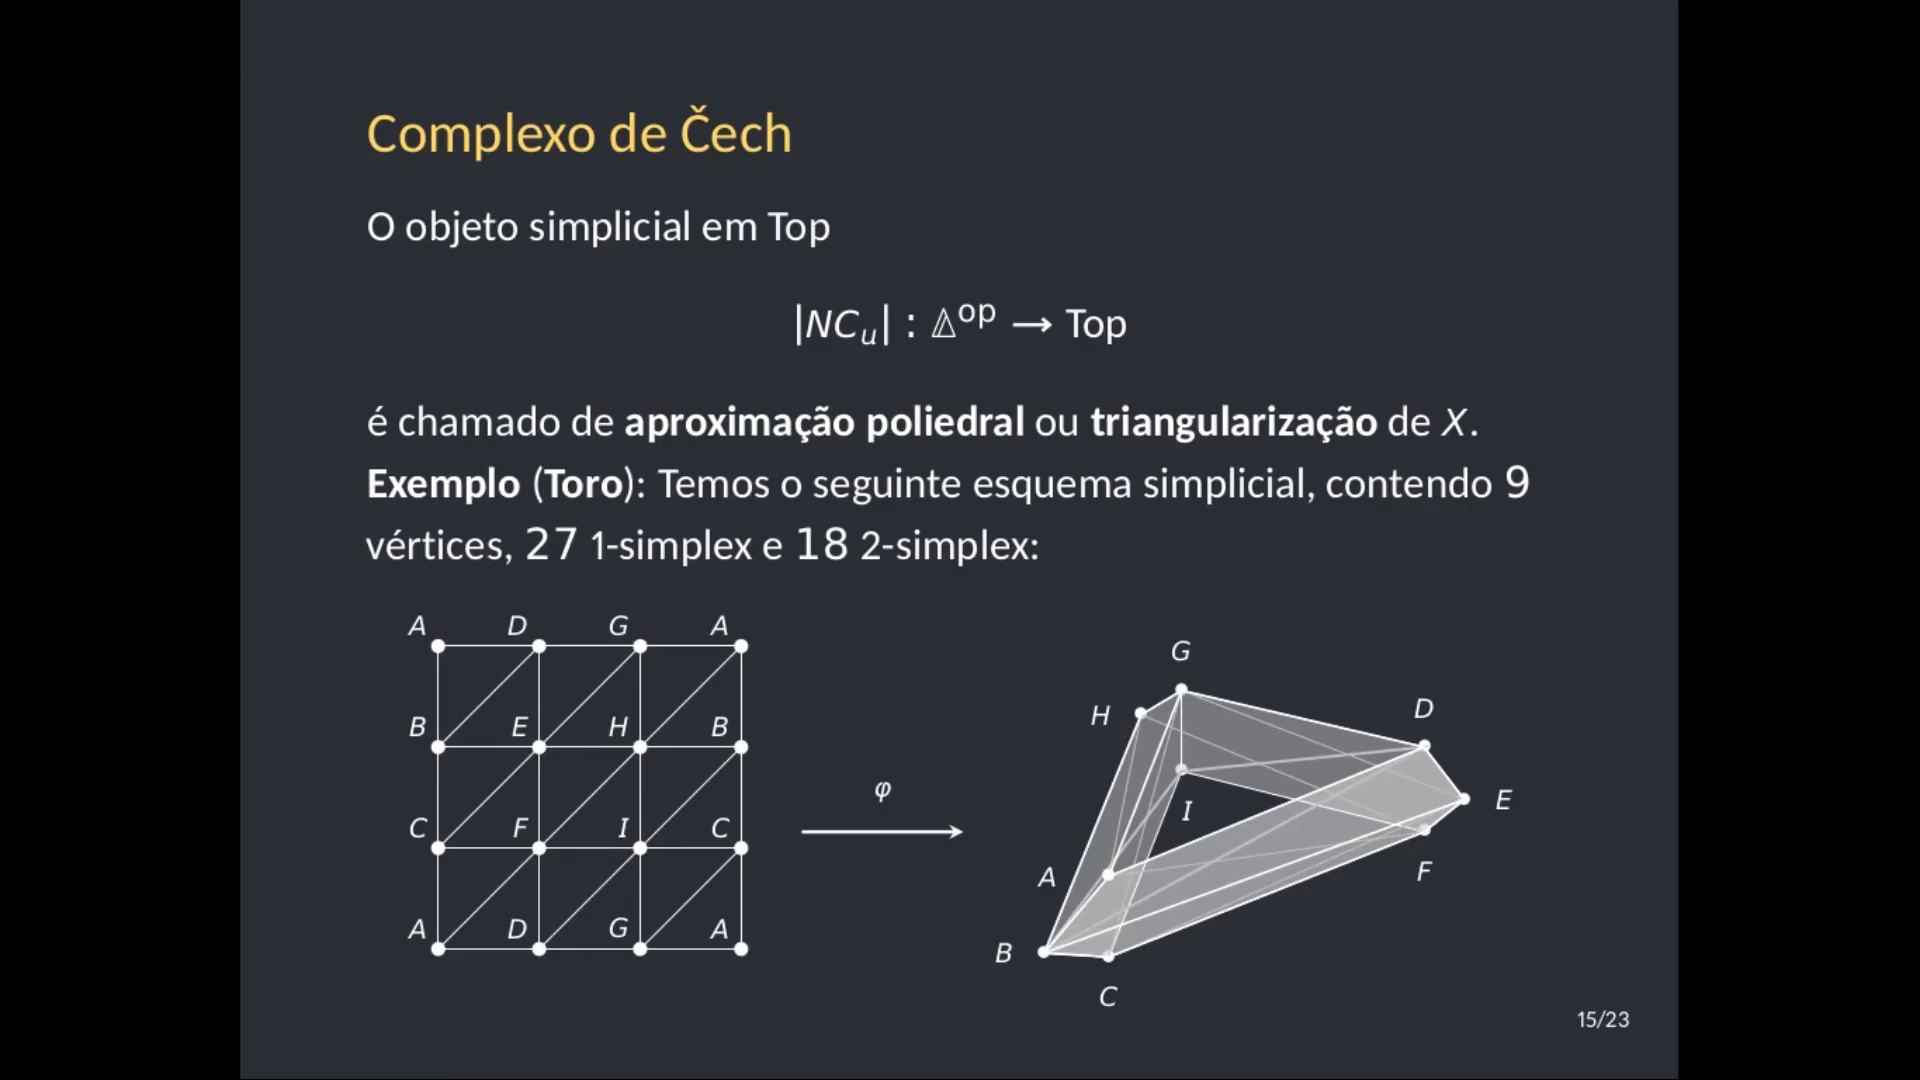 Complexo de Čech
O objeto simplicial em Top
|NC_u| : 𝚫^op → Top
é chamado de aproximação poliedral ou triangularização de X.
Exemplo (Toro): Temos o seguinte esquema simplicial, contendo 9
vértices, 27 1-simplex e 18 2-simplex:
A D G A
B E H B
C F I C
A D G A
φ
G
H
D
I
E
A
F
B
C
15/23